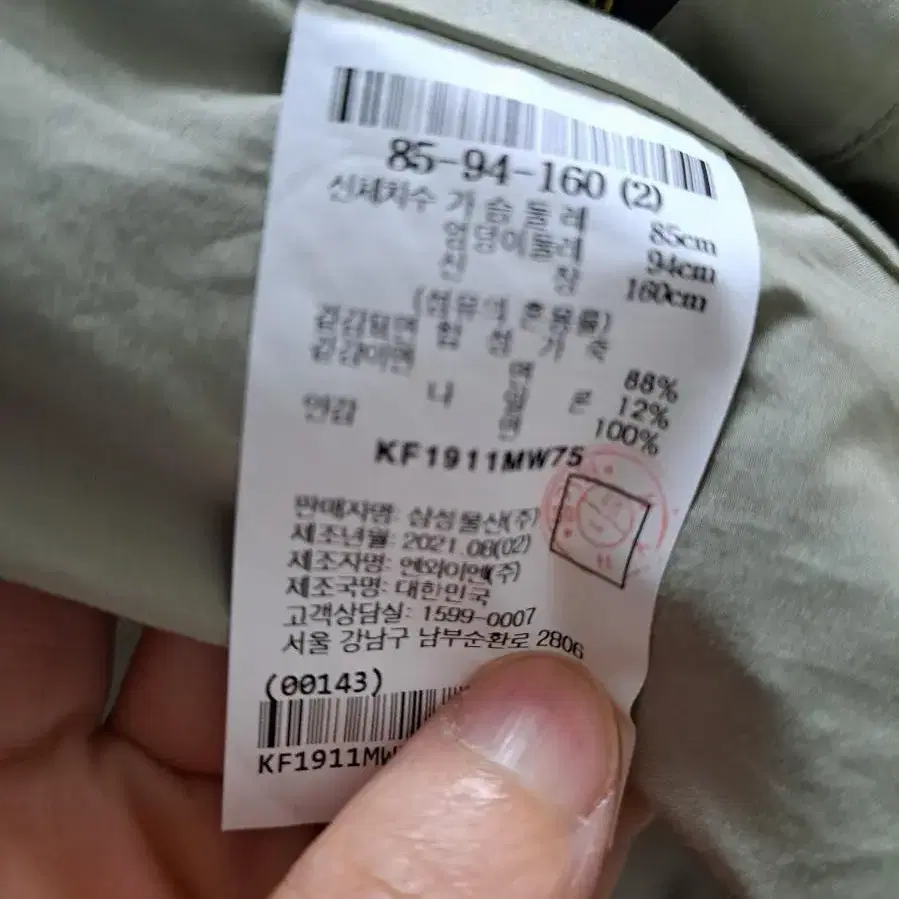 85-94-160 (2)
신체치수 가 슴 둘 레 85cm
엉덩이둘레 94cm
신 장 160cm
(섬유의 혼용률)
겉감밑면 합 성
겉감이면 면 88%
나 일 론 12%
안감 면 100%
KF1911MW75
판매자명: 삼성물산(주)
제조년월: 2021.08(02)
제조자명: 엔와이엔(주)
제조국명: 대한민국
고객상담실: 1599-0007
서울 강남구 남부순환로 2806
(00143)
KF1911MW